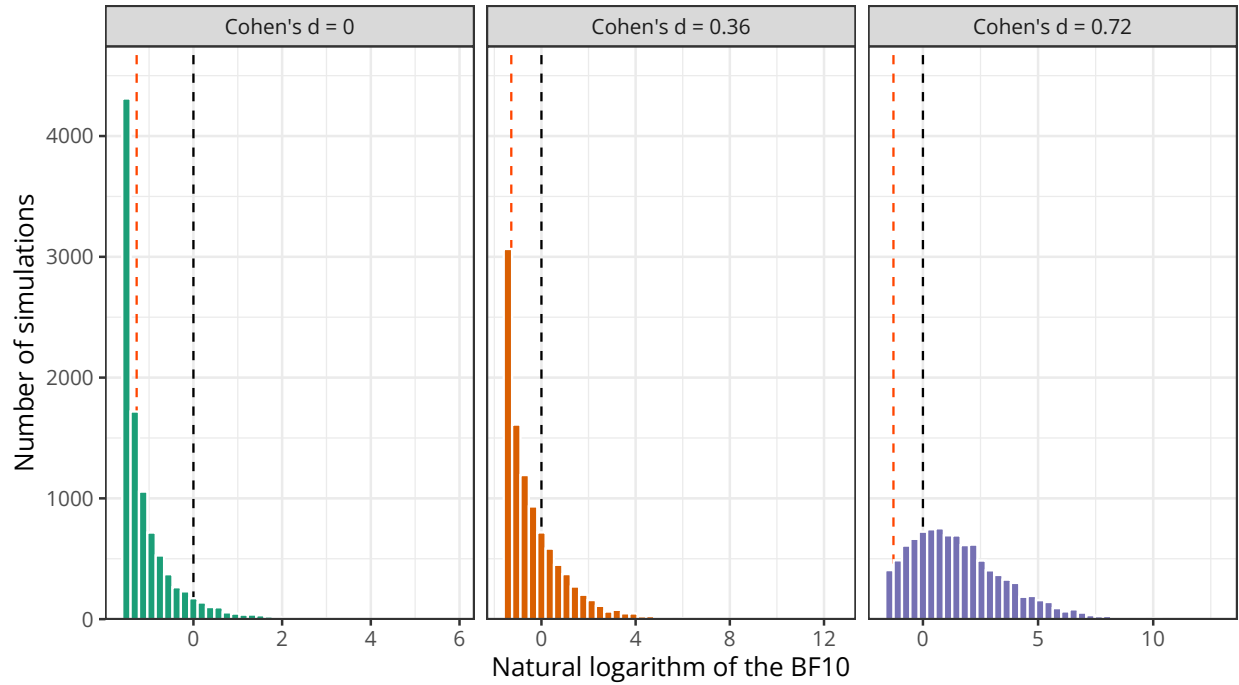 Cohen's d = 0
Cohen's d = 0.36
Cohen's d = 0.72
Number of simulations
4000
3000
2000
1000
0
0 2 4 6
0 4 8 12
0 5 10
Natural logarithm of the BF10